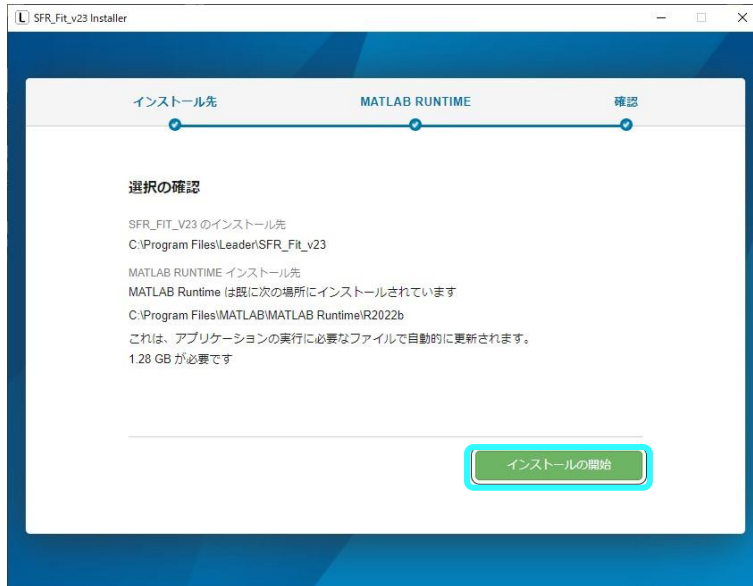 L SFR_Fit_v23 Installer
インストール先 MATLAB RUNTIME 確認
選択の確認
SFR_FIT_V23 のインストール先
C:\Program Files\Leader\SFR_Fit_v23
MATLAB RUNTIME インストール先
MATLAB Runtime は既に次の場所にインストールされています
C:\Program Files\MATLAB\MATLAB Runtime\R2022b
これは、アプリケーションの実行に必要なファイルで自動的に更新されます。
1.28 GB が必要です
インストールの開始